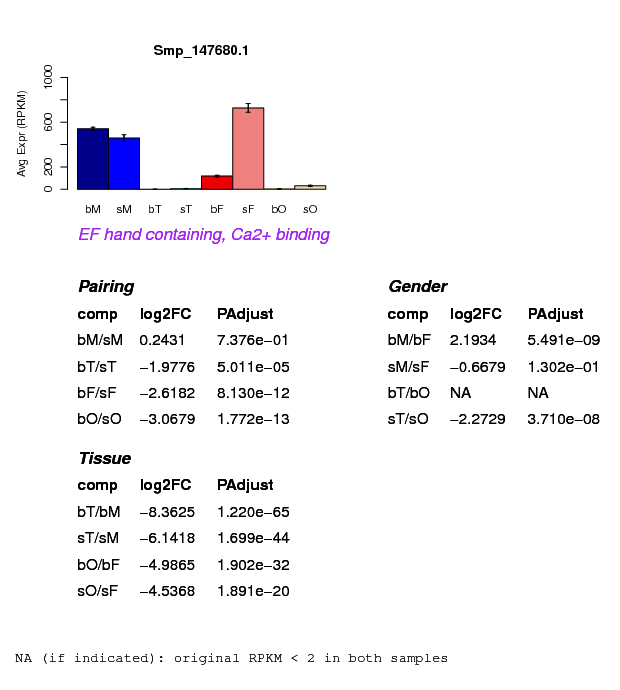 Smp_147680.1
Avg Expr (RPKM)
1000
600
200
0
bM sM bT sT bF sF bO sO
EF hand containing, Ca2+ binding
Pairing
comp log2FC PAdjust
bM/sM 0.2431 7.376e−01
bT/sT −1.9776 5.011e−05
bF/sF −2.6182 8.130e−12
bO/sO −3.0679 1.772e−13
Gender
comp log2FC PAdjust
bM/bF 2.1934 5.491e−09
sM/sF −0.6679 1.302e−01
bT/bO NA NA
sT/sO −2.2729 3.710e−08
Tissue
comp log2FC PAdjust
bT/bM −8.3625 1.220e−65
sT/sM −6.1418 1.699e−44
bO/bF −4.9865 1.902e−32
sO/sF −4.5368 1.891e−20
NA (if indicated): original RPKM < 2 in both samples